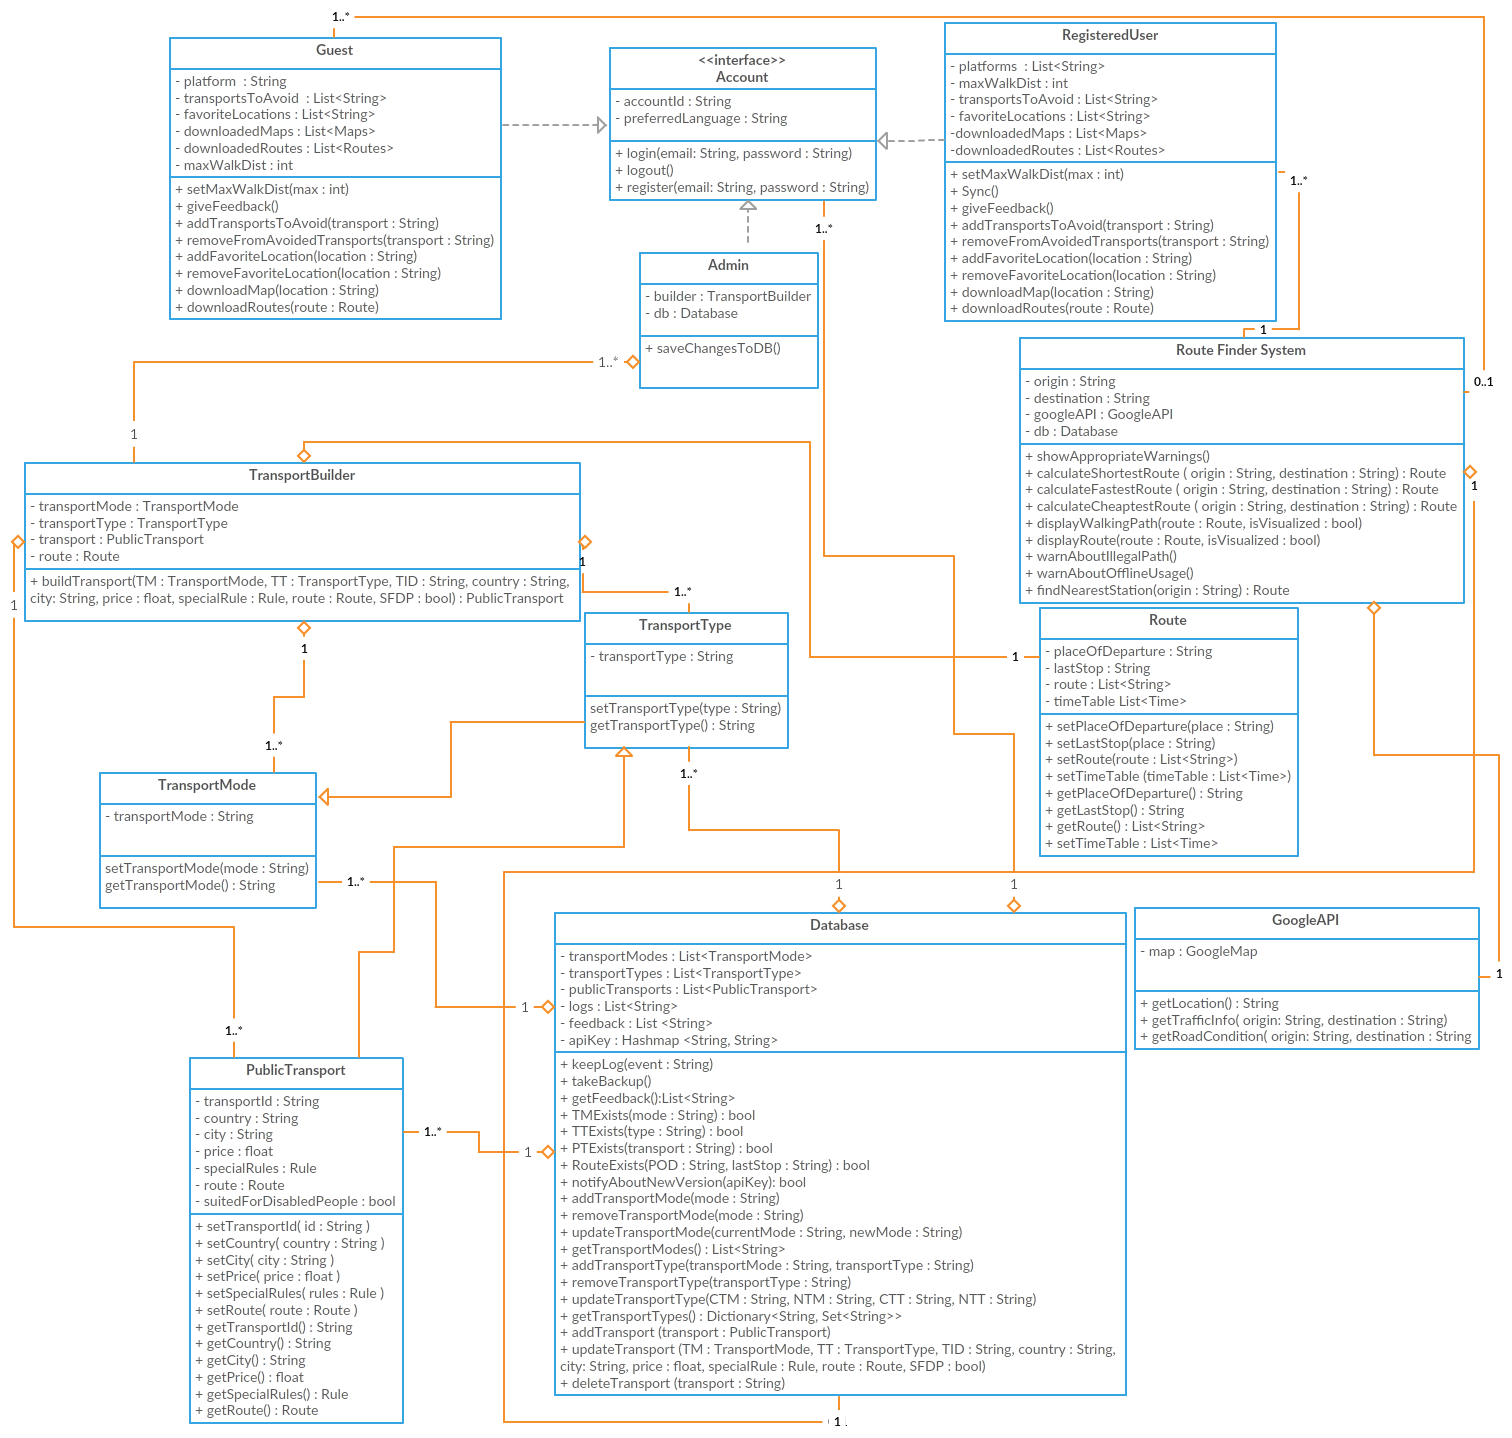 1..*
Guest
- platform : String
- transportsToAvoid : List<String>
- favoriteLocations : List<String>
- downloadedMaps : List<Maps>
- downloadedRoutes : List<Routes>
- maxWalkDist : int
+ setMaxWalkDist(max : int)
+ giveFeedback()
+ addTransportsToAvoid(transport : String)
+ removeFromAvoidedTransports(transport : String)
+ addFavoriteLocation(location : String)
+ removeFavoriteLocation(location : String)
+ downloadMap(location : String)
+ downloadRoutes(route : Route)
<<interface>>
Account
- accountId : String
- preferredLanguage : String
+ login(email: String, password : String)
+ logout()
+ register(email: String, password : String)
1..*
RegisteredUser
- platforms : List<String>
- maxWalkDist : int
- transportsToAvoid : List<String>
- favoriteLocations : List<String>
-downloadedMaps : List<Maps>
-downloadedRoutes : List<Routes>
+ setMaxWalkDist(max : int)
+ Sync()
+ giveFeedback()
+ addTransportsToAvoid(transport : String)
+ removeFromAvoidedTransports(transport : String)
+ addFavoriteLocation(location : String)
+ removeFavoriteLocation(location : String)
+ downloadMap(location : String)
+ downloadRoutes(route : Route)
1..*
1
0..1
Admin
- builder : TransportBuilder
- db : Database
+ saveChangesToDB()
1..*
1
Route Finder System
- origin : String
- destination : String
- googleAPI : GoogleAPI
- db : Database
+ showAppropriateWarnings()
+ calculateShortestRoute ( origin : String, destination : String) : Route
+ calculateFastestRoute ( origin : String, destination : String) : Route
+ calculateCheaptestRoute ( origin : String, destination : String) : Route
+ displayWalkingPath(route : Route, isVisualized : bool)
+ displayRoute(route : Route, isVisualized : bool)
+ warnAboutIllegalPath()
+ warnAboutOfflineUsage()
+ findNearestStation(origin : String) : Route
1
TransportBuilder
- transportMode : TransportMode
- transportType : TransportType
- transport : PublicTransport
- route : Route
+ buildTransport(TM : TransportMode, TT : TransportType, TID : String, country : String,
city: String, price : float, specialRule : Rule, route : Route, SFDP : bool) : PublicTransport
1
1
1..*
1
1..*
TransportType
- transportType : String
setTransportType(type : String)
getTransportType() : String
1..*
1
Route
- placeOfDeparture : String
- lastStop : String
- route : List<String>
- timeTable List<Time>
+ setPlaceOfDeparture(place : String)
+ setLastStop(place : String)
+ setRoute(route : List<String>)
+ setTimeTable (timeTable : List<Time>)
+ getPlaceOfDeparture() : String
+ getLastStop() : String
+ getRoute() : List<String>
+ setTimeTable : List<Time>
TransportMode
- transportMode : String
setTransportMode(mode : String)
getTransportMode() : String
1..*
1
1
1
Database
- transportModes : List<TransportMode>
- transportTypes : List<TransportType>
- publicTransports : List<PublicTransport>
- logs : List<String>
- feedback : List <String>
- apiKey : Hashmap <String, String>
+ keepLog(event : String)
+ takeBackup()
+ getFeedback():List<String>
+ TMExists(mode : String) : bool
+ TTExists(type : String) : bool
+ PTExists(transport : String) : bool
+ RouteExists(POD : String, lastStop : String) : bool
+ notifyAboutNewVersion(apiKey): bool
+ addTransportMode(mode : String)
+ removeTransportMode(mode : String)
+ updateTransportMode(currentMode : String, newMode : String)
+ getTransportModes() : List<String>
+ addTransportType(transportMode : String, transportType : String)
+ removeTransportType(transportType : String)
+ updateTransportType(CTM : String, NTM : String, CTT : String, NTT : String)
+ getTransportTypes() : Dictionary<String, Set<String>>
+ addTransport (transport : PublicTransport)
+ updateTransport (TM : TransportMode, TT : TransportType, TID : String, country : String,
city: String, price : float, specialRule : Rule, route : Route, SFDP : bool)
+ deleteTransport (transport : String)
1
GoogleAPI
- map : GoogleMap
+ getLocation() : String
+ getTrafficInfo( origin: String, destination : String)
+ getRoadCondition( origin: String, destination : String
1
1..*
PublicTransport
- transportId : String
- country : String
- city : String
- price : float
- specialRules : Rule
- route : Route
- suitedForDisabledPeople : bool
+ setTransportId( id : String )
+ setCountry( country : String )
+ setCity( city : String )
+ setPrice( price : float )
+ setSpecialRules( rules : Rule )
+ setRoute( route : Route )
+ getTransportId() : String
+ getCountry() : String
+ getCity() : String
+ getPrice() : float
+ getSpecialRules() : Rule
+ getRoute() : Route
1..*
1